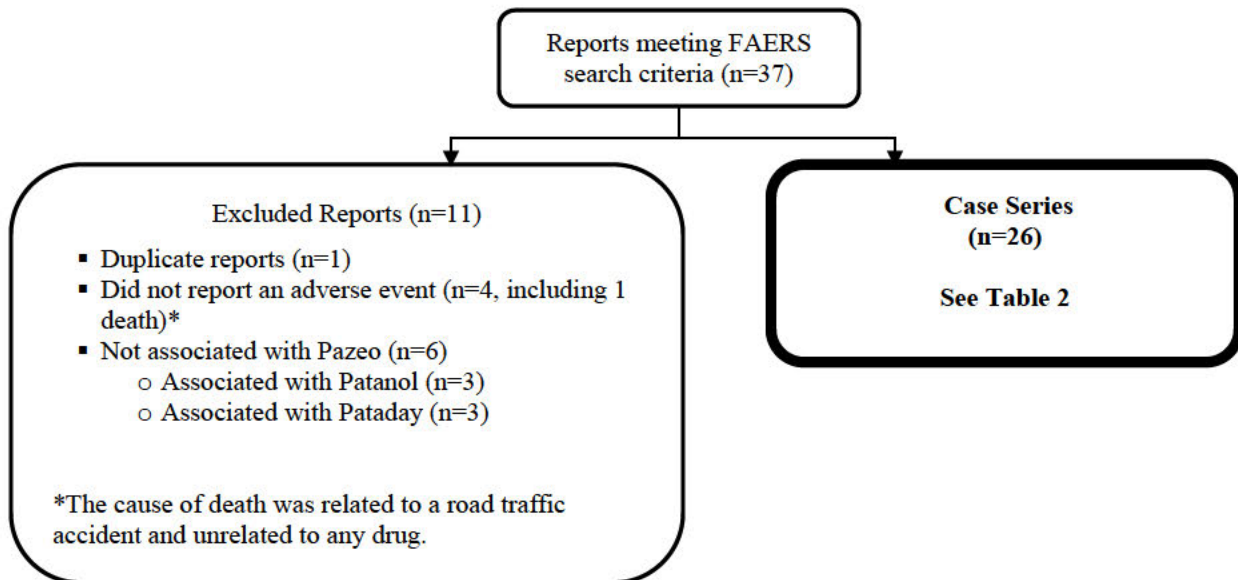 Reports meeting FAERS
search criteria (n=37)
Excluded Reports (n=11)
▪ Duplicate reports (n=1)
▪ Did not report an adverse event (n=4, including 1
death)*
▪ Not associated with Pazeo (n=6)
o Associated with Patanol (n=3)
o Associated with Pataday (n=3)
*The cause of death was related to a road traffic
accident and unrelated to any drug.
Case Series
(n=26)
See Table 2